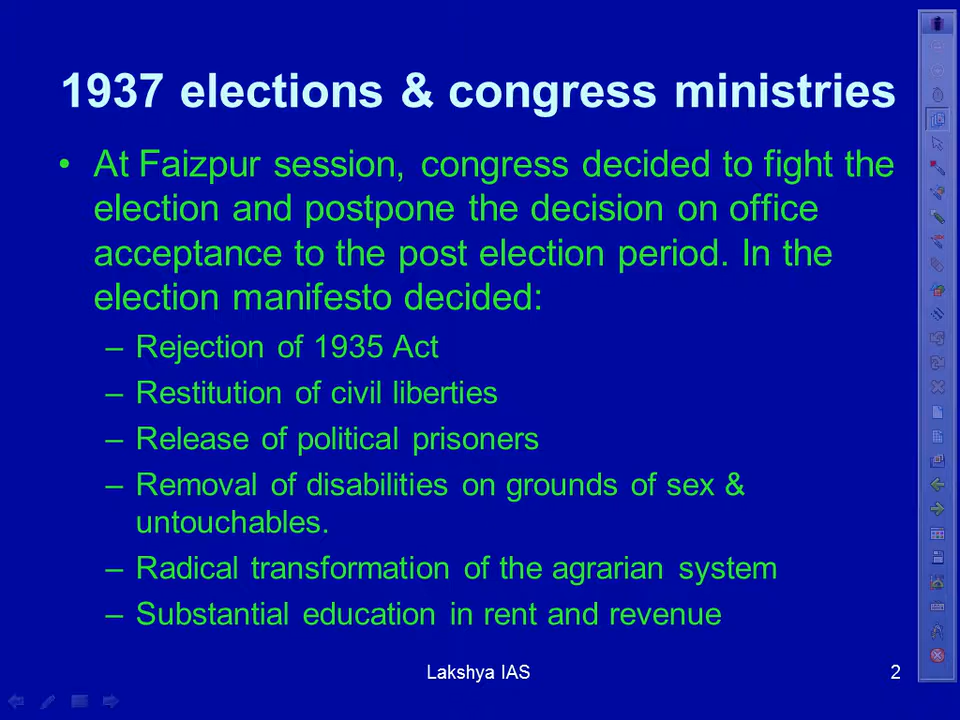 1937 elections & congress ministries
• At Faizpur session, congress decided to fight the
election and postpone the decision on office
acceptance to the post election period. In the
election manifesto decided:
– Rejection of 1935 Act
– Restitution of civil liberties
– Release of political prisoners
– Removal of disabilities on grounds of sex &
untouchables.
– Radical transformation of the agrarian system
– Substantial education in rent and revenue
Lakshya IAS
2